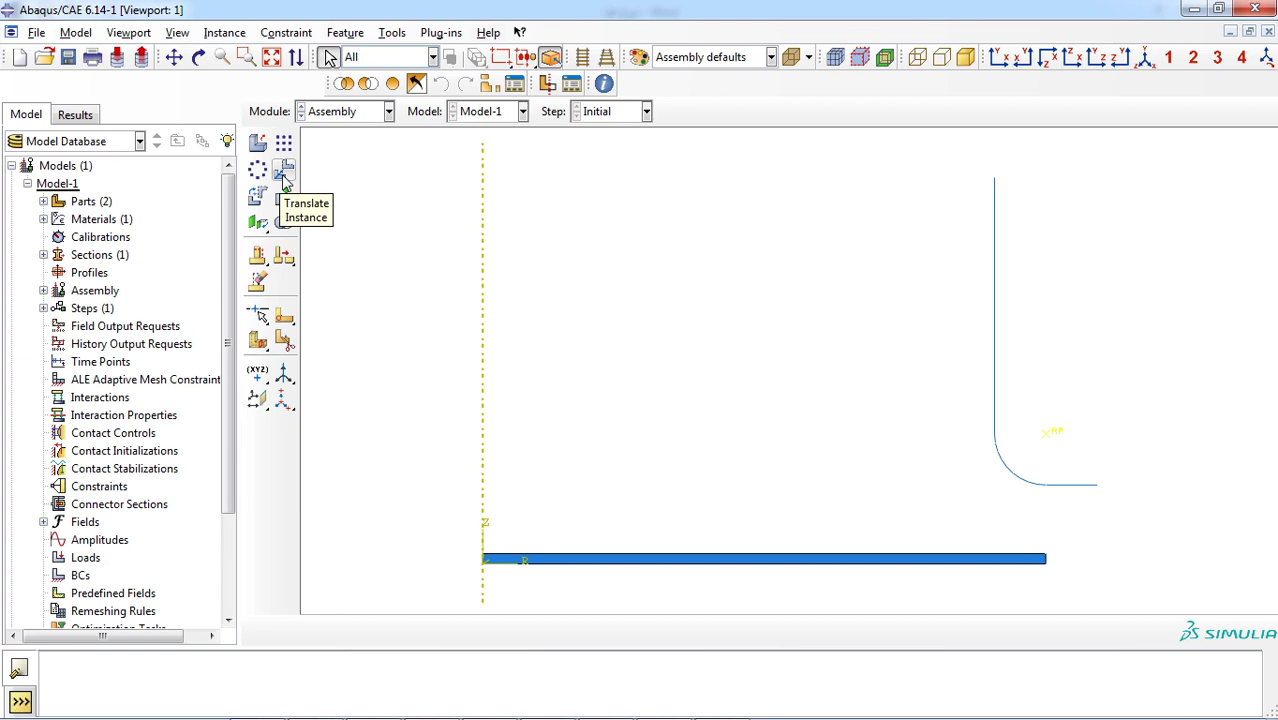 Abaqus/CAE 6.14-1 [Viewport: 1]
File Model Viewport View Instance Constraint Feature Tools Plug-ins Help
All Assembly defaults 1 2 3 4
Model Results Module: Assembly Model: Model-1 Step: Initial
Model Database
Models (1)
Model-1
Parts (2)
Materials (1)
Calibrations
Sections (1)
Profiles
Assembly
Steps (1)
Field Output Requests
History Output Requests
Time Points
ALE Adaptive Mesh Constraint
Interactions
Interaction Properties
Contact Controls
Contact Initializations
Contact Stabilizations
Constraints
Connector Sections
Fields
Amplitudes
Loads
BCs
Predefined Fields
Remeshing Rules
Translate
Instance
(XYZ)
RP
Z
R
SIMULIA
>>>